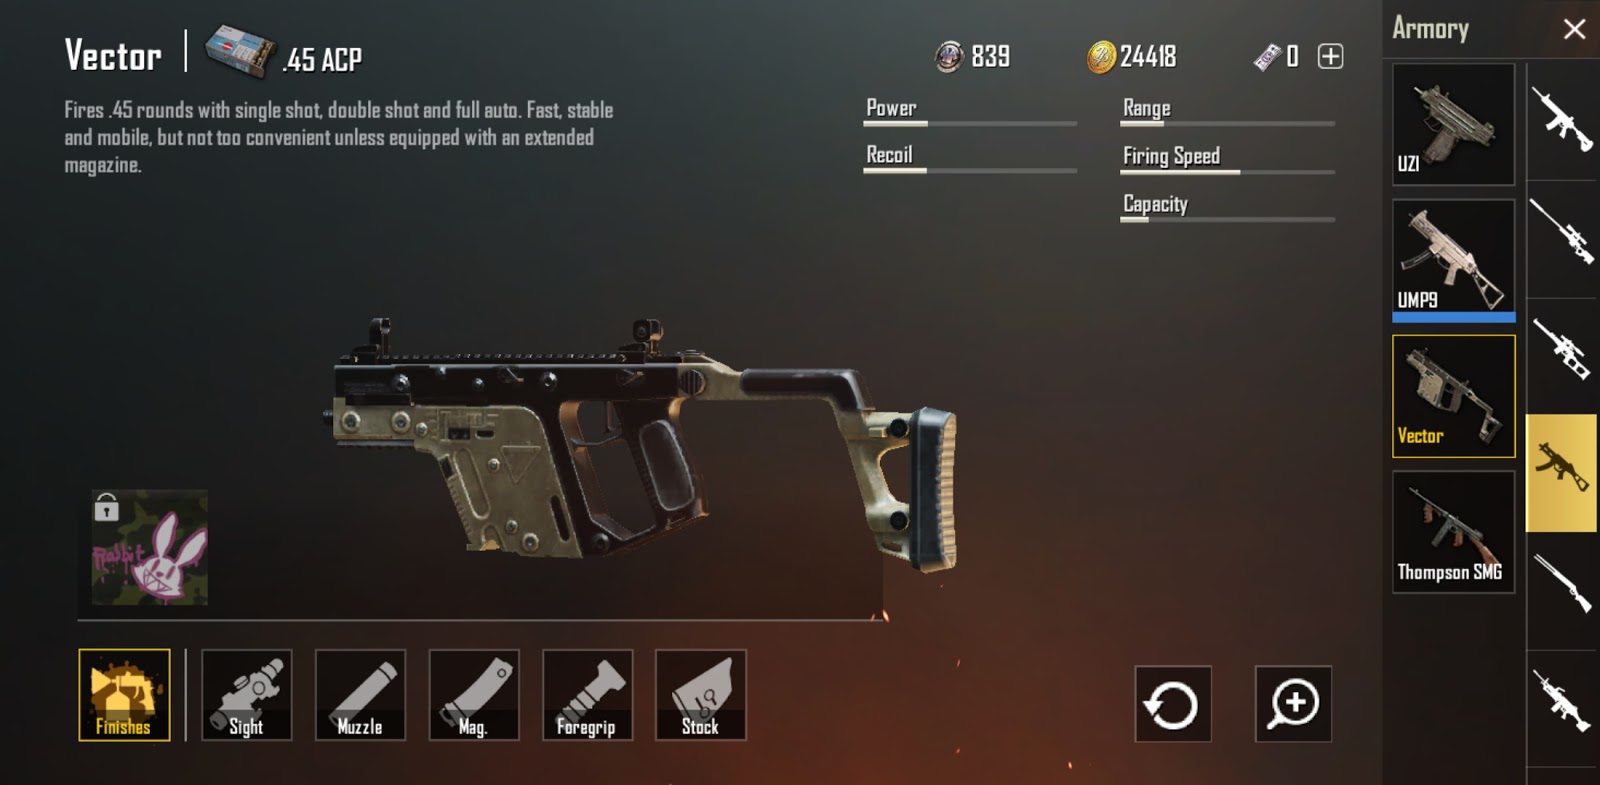 Vector
.45 ACP
839
24418
0
Armory
Fires .45 rounds with single shot, double shot and full auto. Fast, stable
and mobile, but not too convenient unless equipped with an extended
magazine.
Power
Range
Recoil
Firing Speed
Capacity
UZI
UMP9
Vector
Thompson SMG
Rabbit
Finishes
Sight
Muzzle
Mag.
Foregrip
Stock